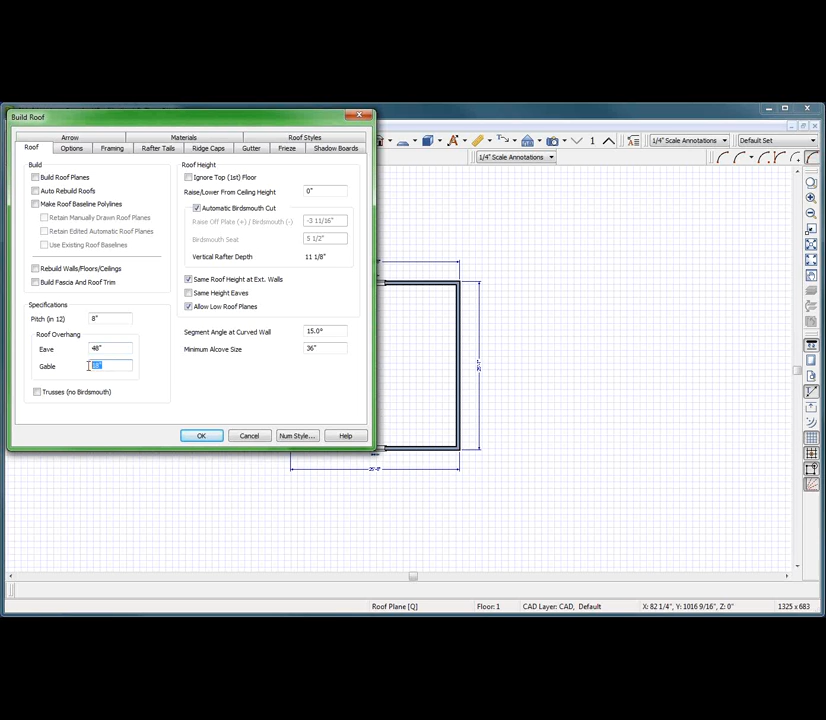 Build Roof
Arrow Materials Roof Styles
Roof Options Framing Rafter Tails Ridge Caps Gutter Frieze Shadow Boards
Build
Build Roof Planes
Auto Rebuild Roofs
Make Roof Baseline Polylines
Retain Manually Drawn Roof Planes
Retain Edited Automatic Roof Planes
Use Existing Roof Baselines
Rebuild Walls/Floors/Ceilings
Build Fascia And Roof Trim
Specifications
Pitch (in 12) 8"
Roof Overhang
Eave 48"
Gable
Trusses (no Birdsmouth)
Roof Height
Ignore Top (1st) Floor
Raise/Lower From Ceiling Height 0"
Automatic Birdsmouth Cut
Raise Off Plate (+) / Birdsmouth (-) -3 11/16"
Birdsmouth Seat 5 1/2"
Vertical Rafter Depth 11 1/8"
Same Roof Height at Ext. Walls
Same Height Eaves
Allow Low Roof Planes
Segment Angle at Curved Wall 15.0°
Minimum Alcove Size 36"
OK Cancel Num Style... Help
1 1/4" Scale Annotations Default Set
1/4" Scale Annotations
Roof Plane [Q] Floor: 1 CAD Layer: CAD, Default X: 82 1/4", Y: 1016 9/16", Z: 0" 1325 x 683